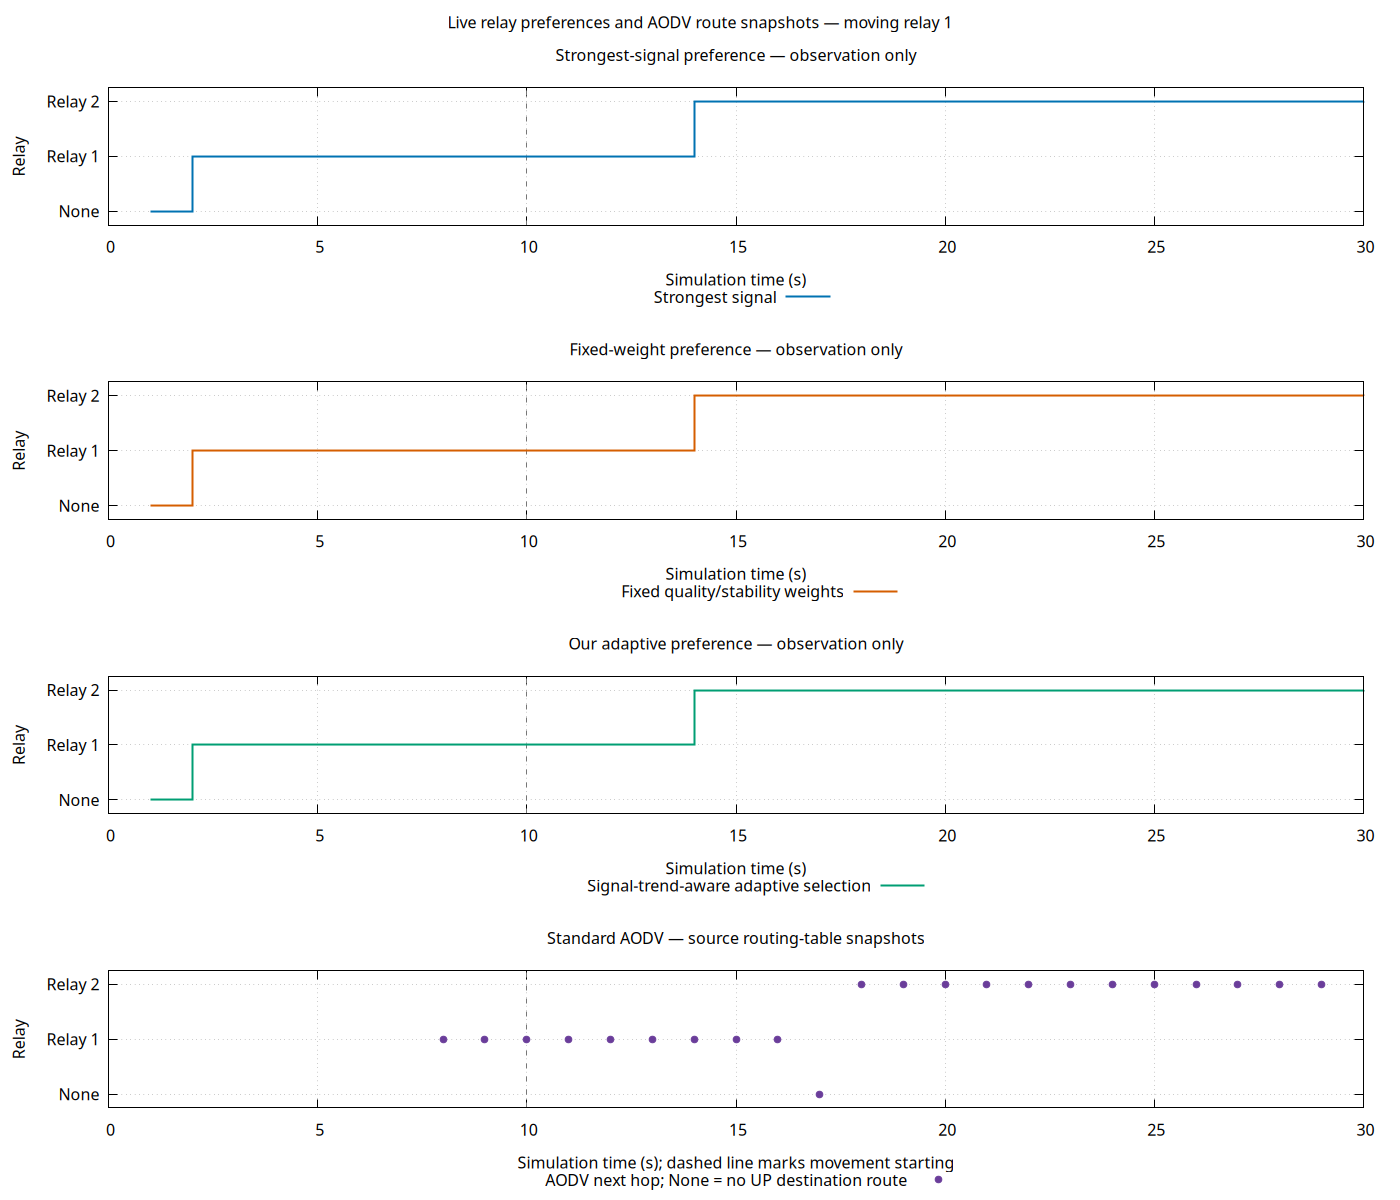 Live relay preferences and AODV route snapshots — moving relay 1
Strongest-signal preference — observation only
Relay
Relay 2
Relay 1
None
0 5 10 15 20 25 30
Simulation time (s)
Strongest signal
Fixed-weight preference — observation only
Relay
Relay 2
Relay 1
None
0 5 10 15 20 25 30
Simulation time (s)
Fixed quality/stability weights
Our adaptive preference — observation only
Relay
Relay 2
Relay 1
None
0 5 10 15 20 25 30
Simulation time (s)
Signal-trend-aware adaptive selection
Standard AODV — source routing-table snapshots
Relay
Relay 2
Relay 1
None
0 5 10 15 20 25 30
Simulation time (s); dashed line marks movement starting
AODV next hop; None = no UP destination route